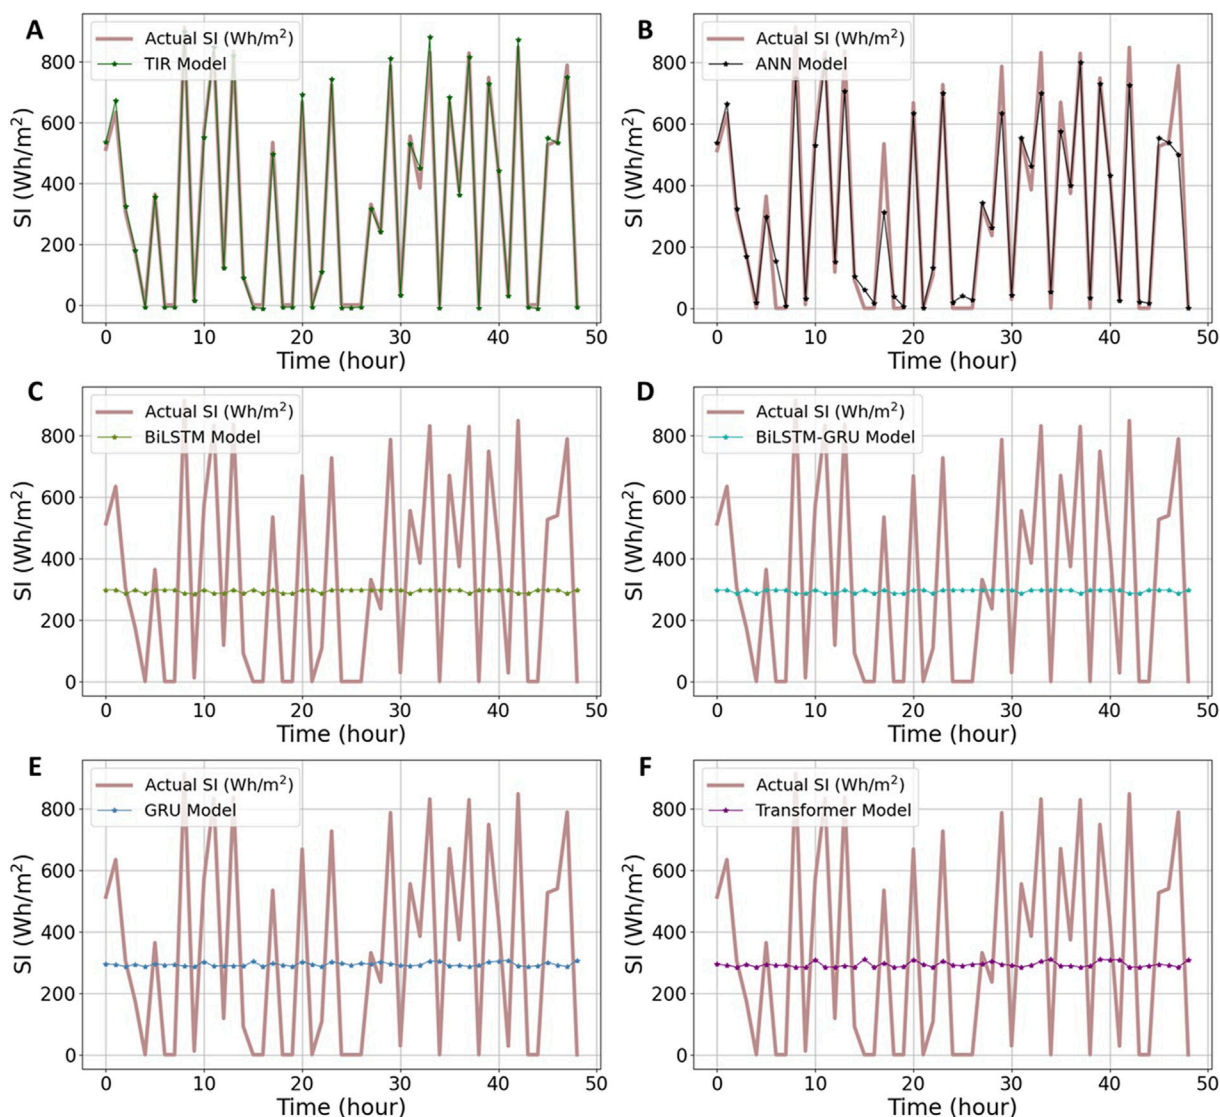 A
Actual SI (Wh/m²)
TIR Model
SI (Wh/m²)
800
600
400
200
0
0 10 20 30 40 50
Time (hour)
B
Actual SI (Wh/m²)
ANN Model
SI (Wh/m²)
800
600
400
200
0
0 10 20 30 40 50
Time (hour)
C
Actual SI (Wh/m²)
BiLSTM Model
SI (Wh/m²)
800
600
400
200
0
0 10 20 30 40 50
Time (hour)
D
Actual SI (Wh/m²)
BiLSTM-GRU Model
SI (Wh/m²)
800
600
400
200
0
0 10 20 30 40 50
Time (hour)
E
Actual SI (Wh/m²)
GRU Model
SI (Wh/m²)
800
600
400
200
0
0 10 20 30 40 50
Time (hour)
F
Actual SI (Wh/m²)
Transformer Model
SI (Wh/m²)
800
600
400
200
0
0 10 20 30 40 50
Time (hour)